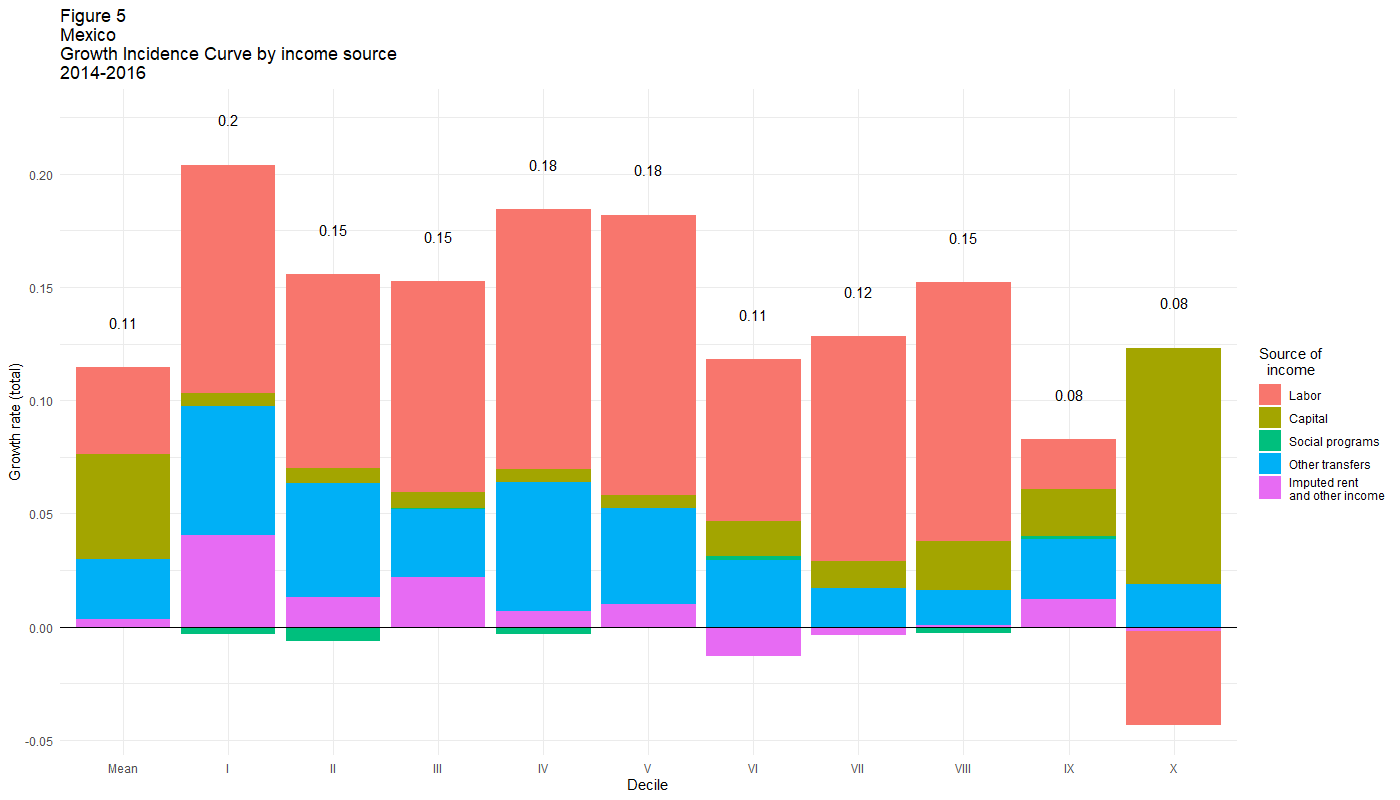 Figure 5
Mexico
Growth Incidence Curve by income source
2014-2016
0.2
0.18
0.18
0.15
0.15
0.15
0.11
0.11
0.12
0.08
0.08
Growth rate (total)
0.20
0.15
0.10
0.05
0.00
-0.05
Mean I II III IV V VI VII VIII IX X
Decile
Source of
income
Labor
Capital
Social programs
Other transfers
Imputed rent
and other income